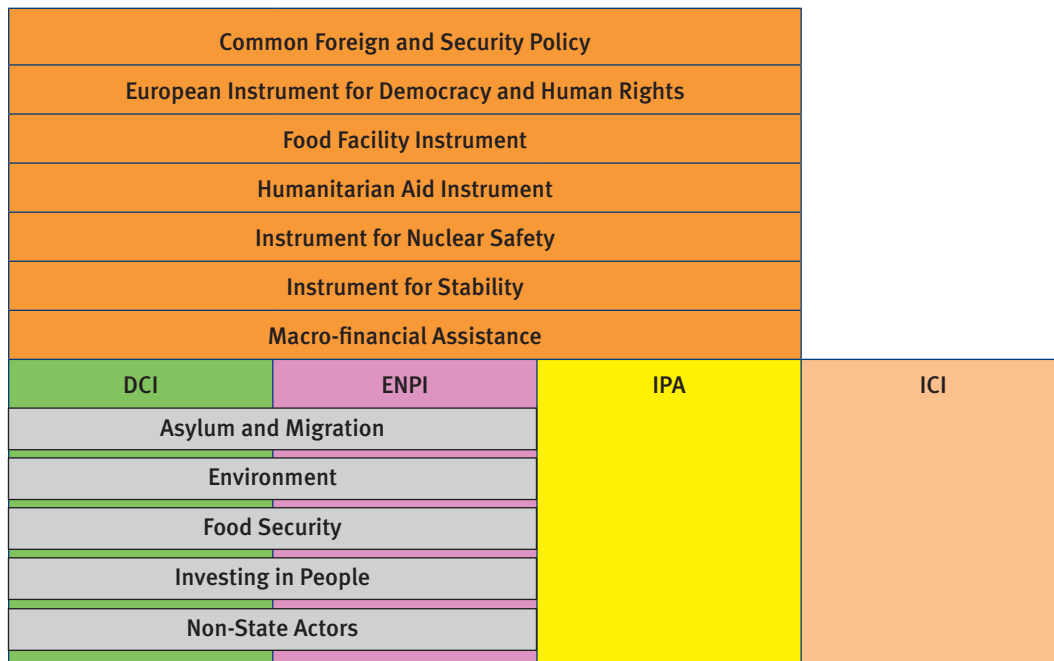 Common Foreign and Security Policy
European Instrument for Democracy and Human Rights
Food Facility Instrument
Humanitarian Aid Instrument
Instrument for Nuclear Safety
Instrument for Stability
Macro-financial Assistance
DCI ENPI IPA ICI
Asylum and Migration
Environment
Food Security
Investing in People
Non-State Actors